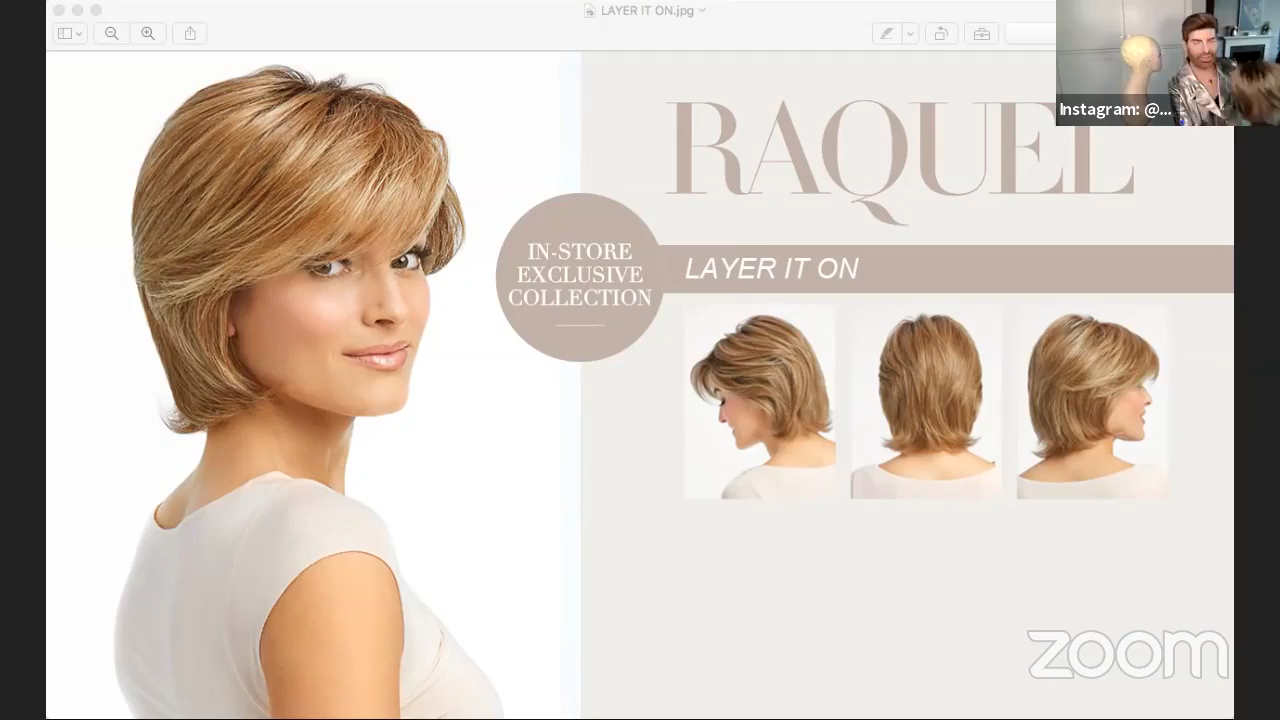 LAYER IT ON.jpg
Instagram: @...
RAQUEL
IN-STORE
EXCLUSIVE
COLLECTION
LAYER IT ON
zoom